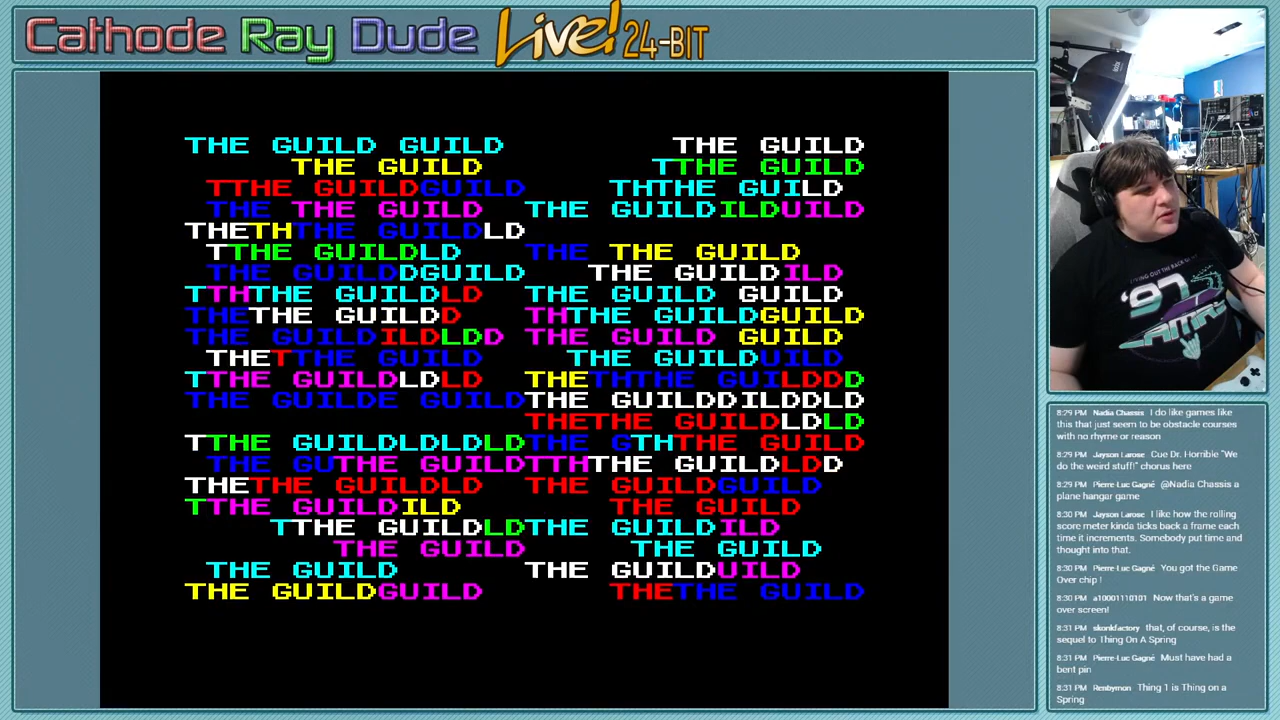 Cathode Ray Dude Live! 24-BIT
THE GUILD GUILD THE GUILD
THE GUILD TTHE GUILD
TTHE GUILDGUILD THTHE GUILD
THE THE GUILD THE GUILDILDUILD
THETHTHE GUILDLD
TTHE GUILDLD THE THE GUILD
THE GUILDDGUILD THE GUILDILD
TTHTHE GUILDLD THE GUILD GUILD
THETHE GUILDD THTHE GUILDGUILD
THE GUILDILDLDD THE GUILD GUILD
THETTHE GUILD THE GUILDUILD
TTHE GUILDLDLD THETHTHE GUILDDD
THE GUILDE GUILDTHE GUILDDILDDLD
THETHE GUILDLDLD
TTHE GUILDLDLDLDTHE GTHTHE GUILD
THE GUTHE GUILDTTHTHE GUILDLDD
THETHE GUILDLD THE GUILDGUILD
TTHE GUILDILD THE GUILD
TTHE GUILDLDTHE GUILDILD
THE GUILD THE GUILD
THE GUILD THE GUILDUILD
THE GUILDGUILD THETHE GUILD
'97
8:29 PM Nadia Chassis I do like games like
this that just seem to be obstacle courses
with no rhyme or reason
8:29 PM Jayson Larose Cue Dr. Horrible "We
do the weird stuff!" chorus here
8:29 PM Pierre-Luc Gagné @Nadia Chassis a
plane hangar game
8:30 PM Jayson Larose I like how the rolling
score meter kinda ticks back a frame each
time it increments. Somebody put time and
thought into that.
8:30 PM Pierre-Luc Gagné You got the Game
Over chip !
8:30 PM a10001110101 Now that's a game
over screen!
8:31 PM skonkfactory that, of course, is the
sequel to Thing On A Spring
8:31 PM Pierre-Luc Gagné Must have had a
bent pin
8:31 PM Renbymon Thing 1 is Thing on a
Spring